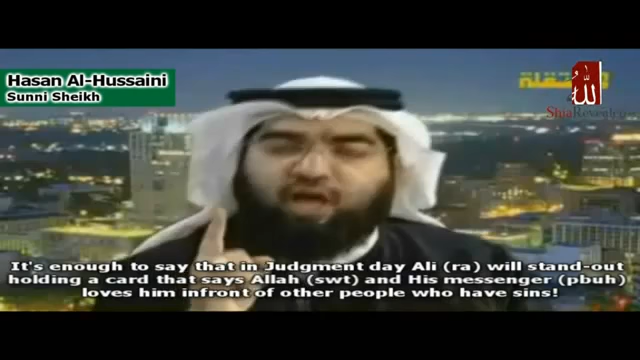 Hasan Al-Hussaini
Sunni Sheikh
الله
It's enough to say that in Judgment day Ali (ra) will stand-out
holding a card that says Allah (swt) and His messenger (pbuh)
loves him infront of other people who have sins!